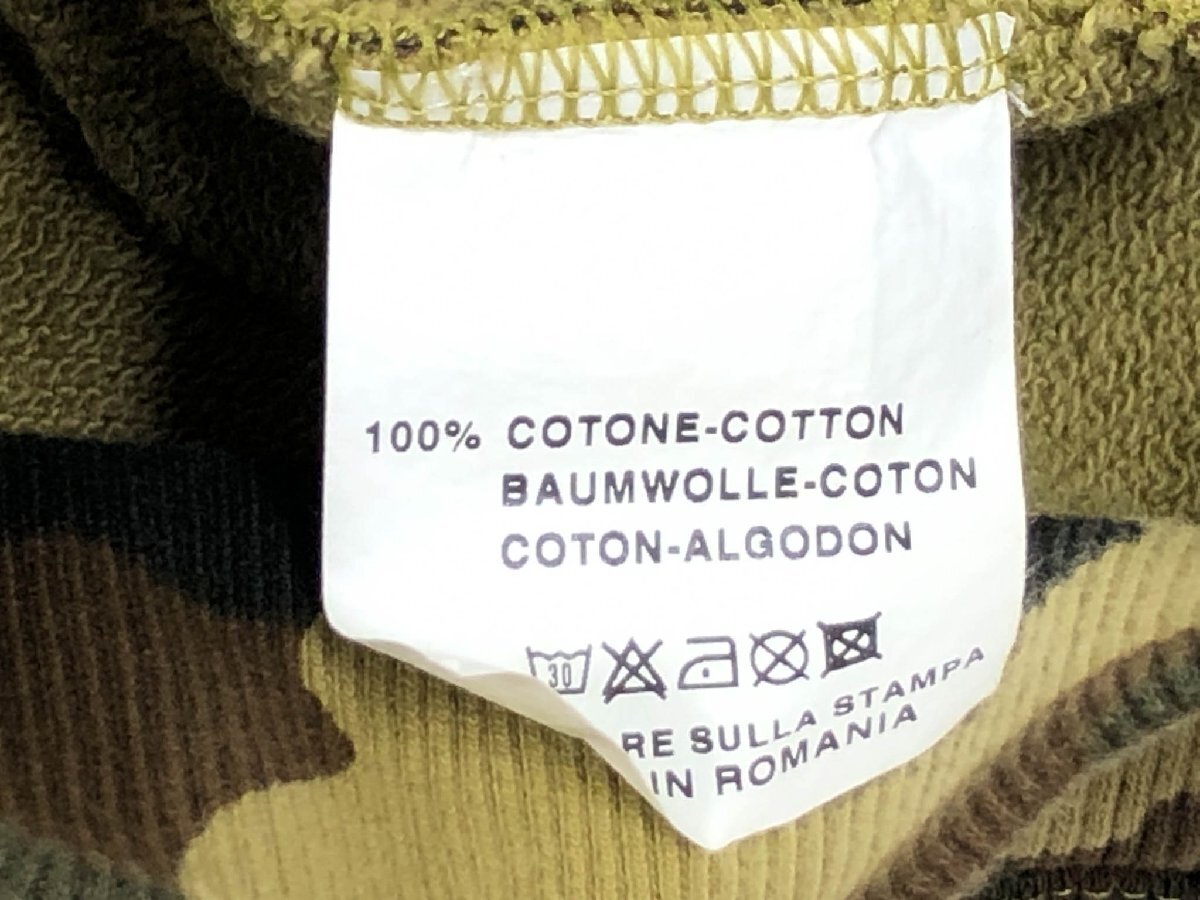 100% COTONE-COTTON
BAUMWOLLE-COTON
COTON-ALGODON
30
RE SULLA STAMPA
IN ROMANIA